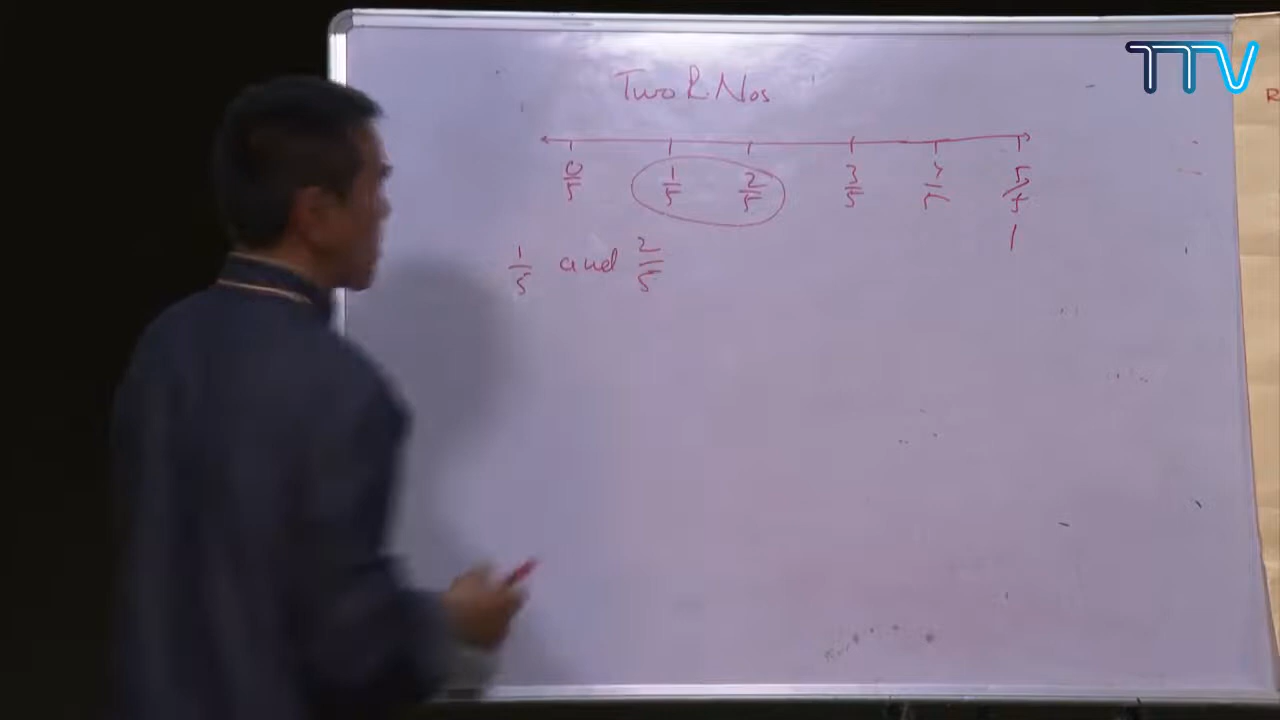 TTV
Two R. Nos
0/5 1/5 2/5 3/5 4/5 5/5
1
1/5 and 2/5
R